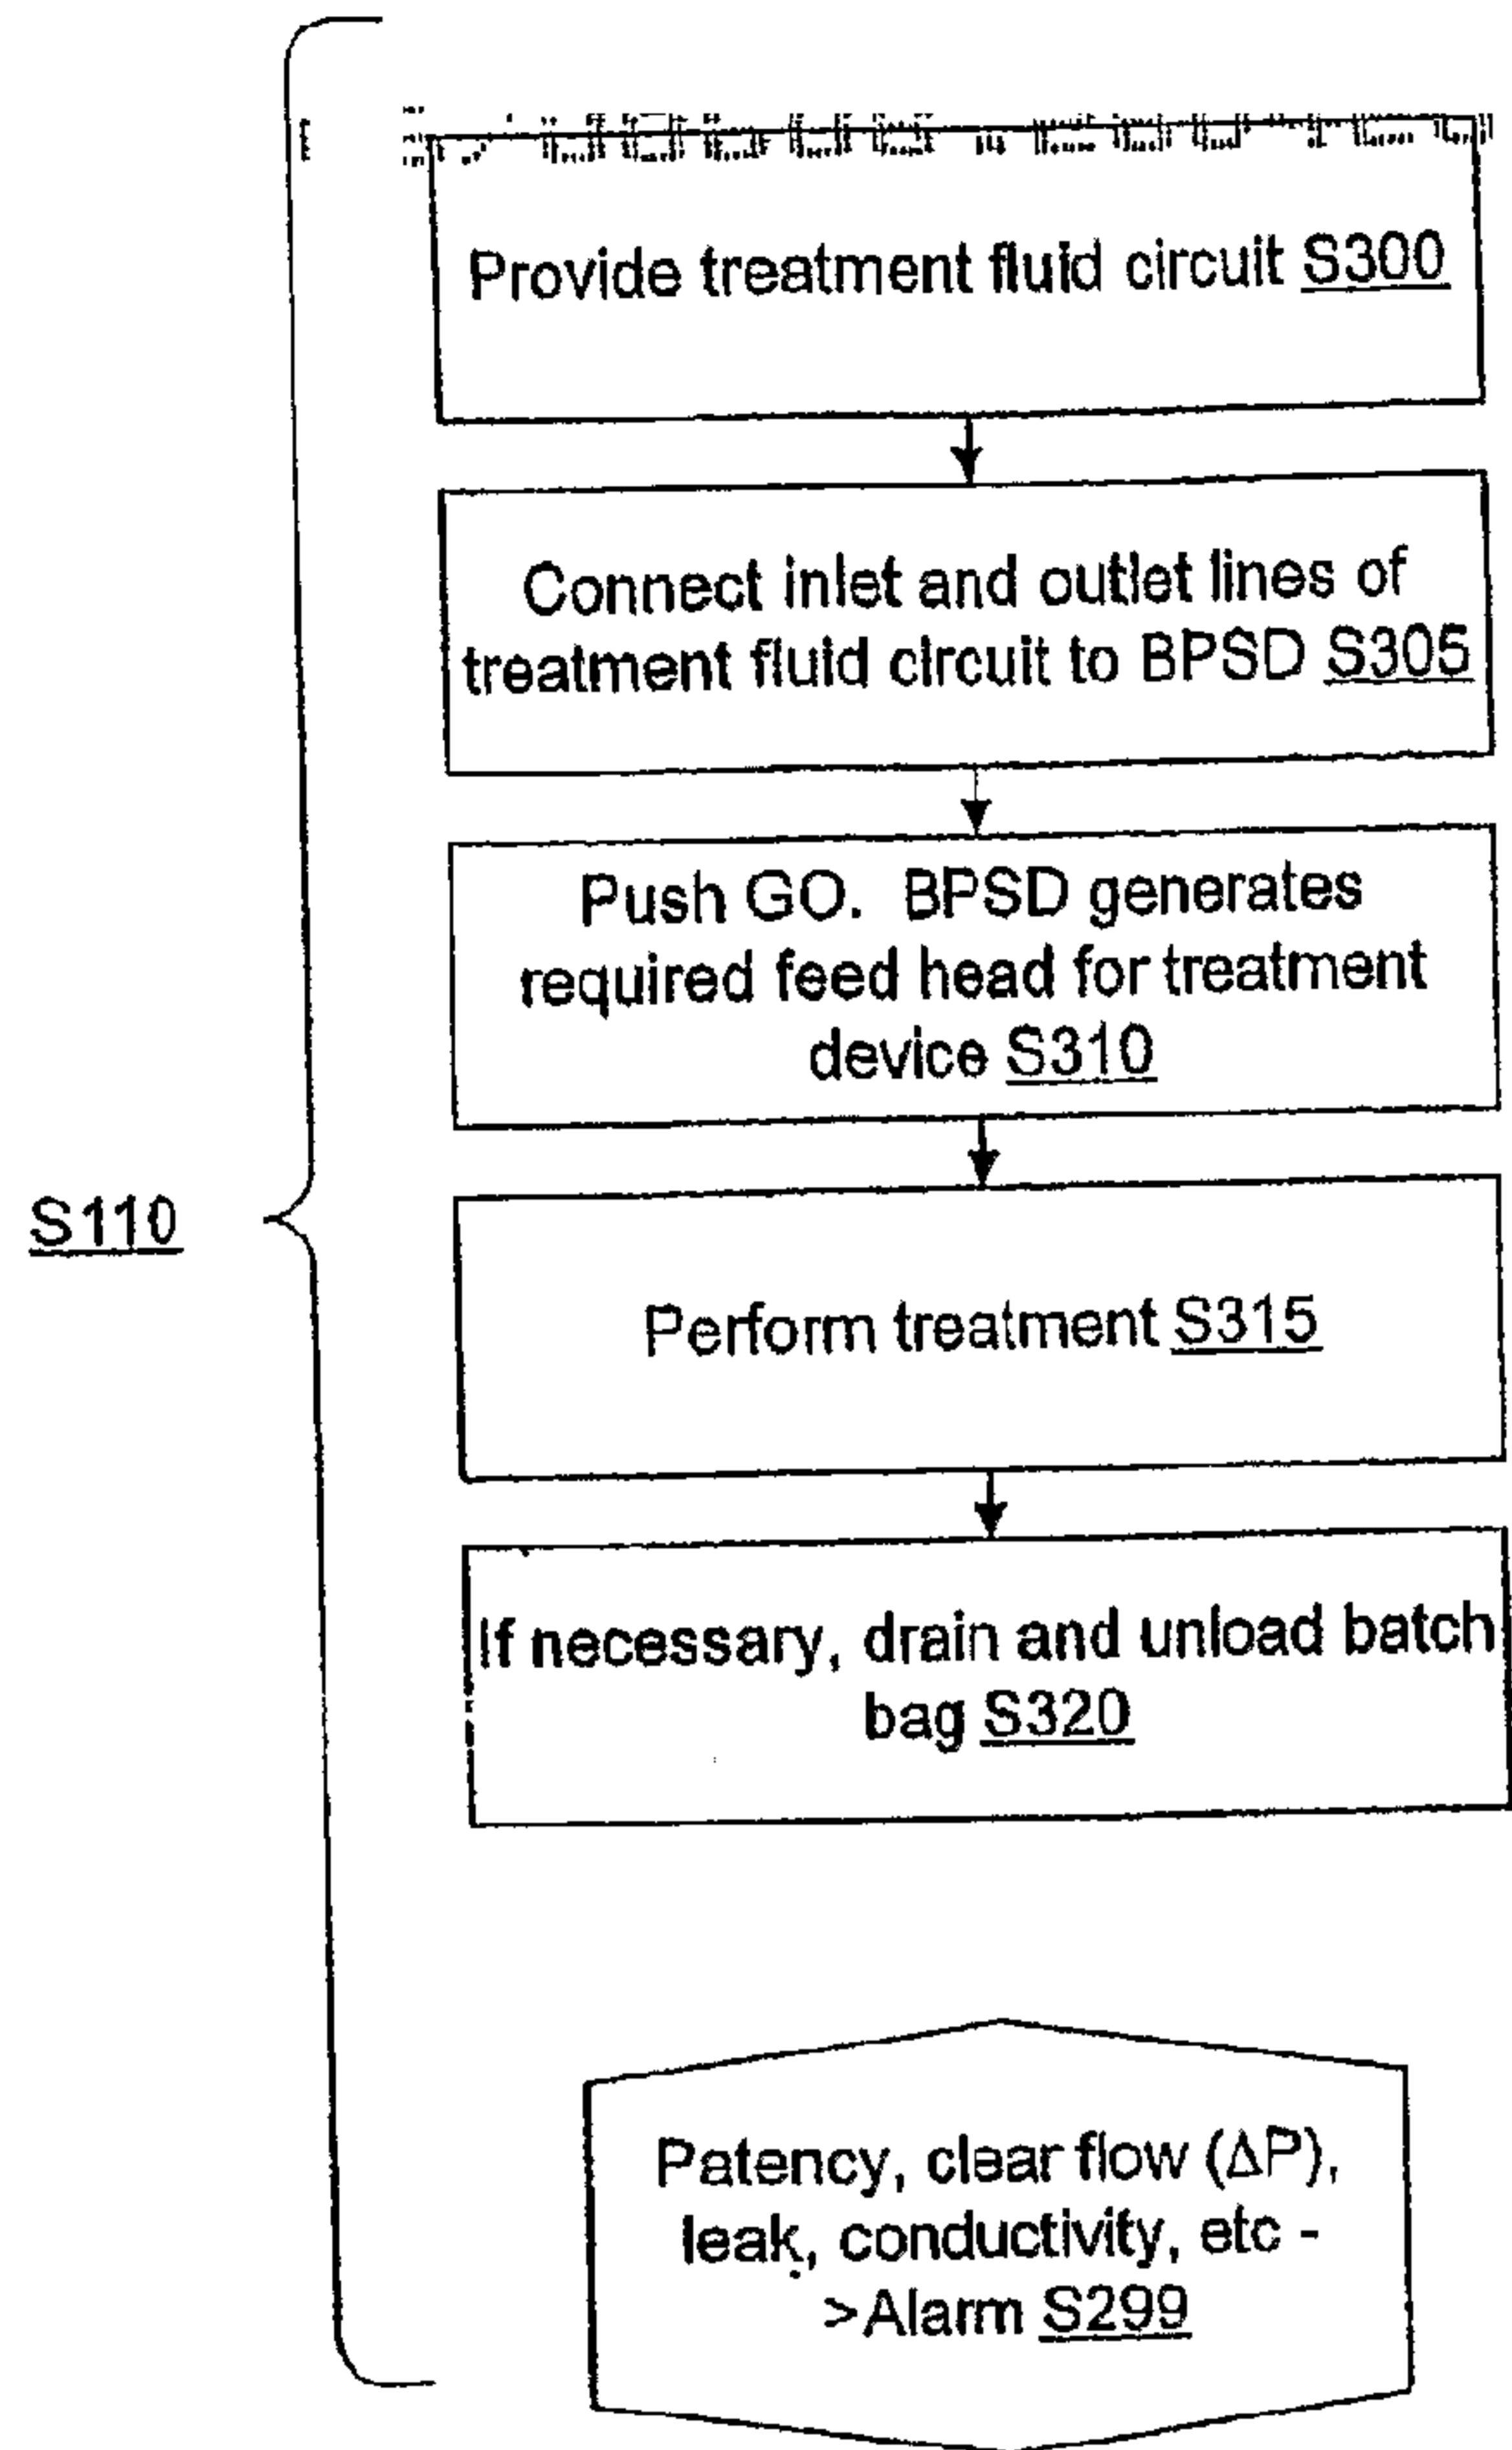 Provide treatment fluid circuit S300
Connect inlet and outlet lines of
treatment fluid circuit to BPSD S305
Push GO. BPSD generates
required feed head for treatment
device S310
S110
Perform treatment S315
If necessary, drain and unload batch
bag S320
Patency, clear flow (ΔP),
leak, conductivity, etc -
>Alarm S299